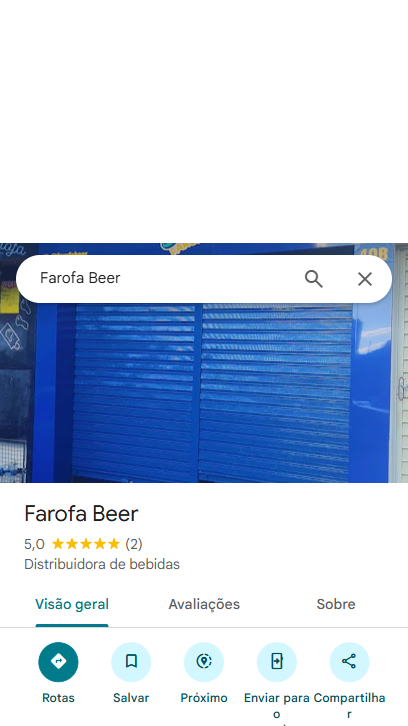 Farofa Beer
Farofa Beer
5,0 (2)
Distribuidora de bebidas
Visão geral
Avaliações
Sobre
Rotas
Salvar
Próximo
Enviar para
o
Compartilha
r